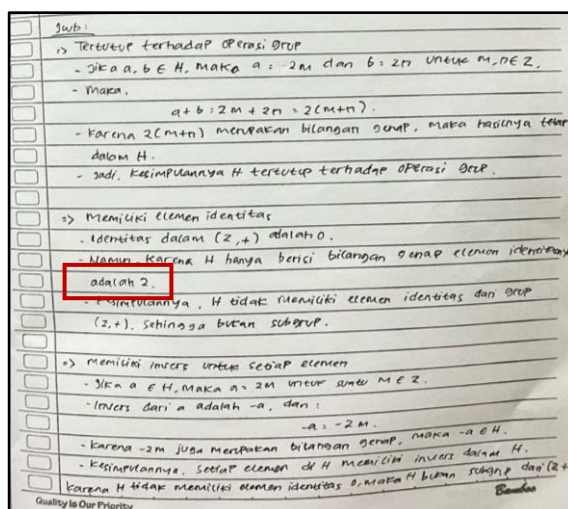 Jwb:
=> Tertutup terhadap operasi grup
- Jika a, b ∈ H, maka a = 2m dan b = 2n untuk m, n ∈ Z.
- Maka,
a + b = 2m + 2n = 2(m+n).
- Karena 2(m+n) merupakan bilangan genap, maka hasilnya tetap
dalam H.
- Jadi, kesimpulannya H tertutup terhadap operasi grup.
=> Memiliki elemen identitas
- Identitas dalam (Z, +) adalah 0.
- Namun, karena H hanya berisi bilangan genap elemen identitasnya
adalah 2.
- Kesimpulannya, H tidak memiliki elemen identitas dari grup
(Z, +), sehingga bukan subgrup.
=> Memiliki invers untuk setiap elemen
- Jika a ∈ H, maka a = 2m untuk suatu m ∈ Z.
- Invers dari a adalah -a, dan :
-a = -2m.
- Karena -2m juga merupakan bilangan genap, maka -a ∈ H.
- Kesimpulannya, setiap elemen di H memiliki invers dalam H.
Karena H tidak memiliki elemen identitas 0, maka H bukan subgrup dari (Z, +
Quality is Our Priority
Bamboo